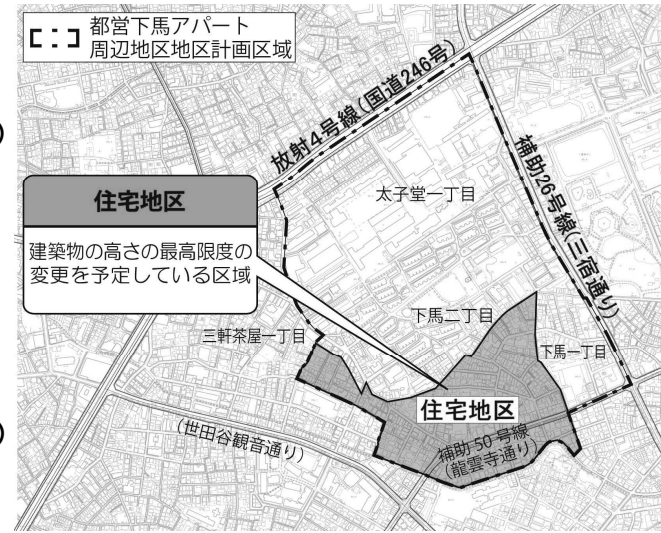 都営下馬アパート
周辺地区地区計画区域
放射4号線(国道246号)
補助26号線(三宿通り)
住宅地区
建築物の高さの最高限度の
変更を予定している区域
太子堂一丁目
下馬二丁目
三軒茶屋一丁目
下馬一丁目
住宅地区
(世田谷観音通り)
補助50号線
(龍雲寺通り)
)
)